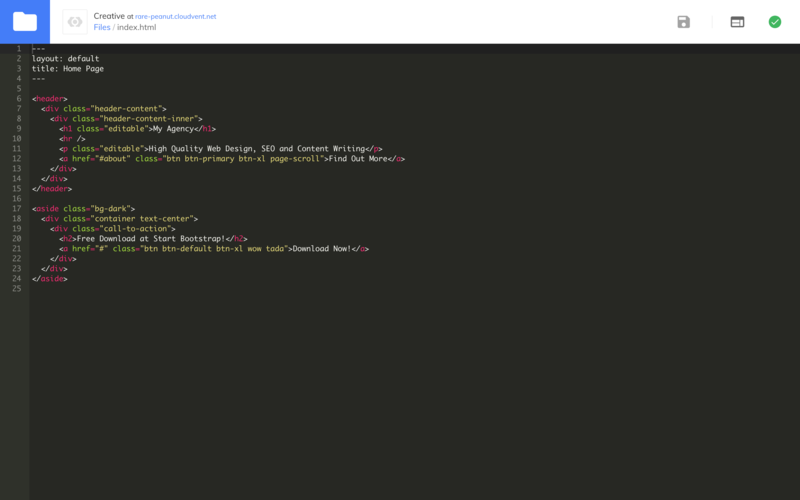 Creative at rare-peanut.cloudvent.net
Files / index.html
1 ---
2 layout: default
3 title: Home Page
4 ---
5
6 <header>
7   <div class="header-content">
8     <div class="header-content-inner">
9       <h1 class="editable">My Agency</h1>
10       <hr />
11       <p class="editable">High Quality Web Design, SEO and Content Writing</p>
12       <a href="#about" class="btn btn-primary btn-xl page-scroll">Find Out More</a>
13     </div>
14   </div>
15 </header>
16
17 <aside class="bg-dark">
18   <div class="container text-center">
19     <div class="call-to-action">
20       <h2>Free Download at Start Bootstrap!</h2>
21       <a href="#" class="btn btn-default btn-xl wow tada">Download Now!</a>
22     </div>
23   </div>
24 </aside>
25